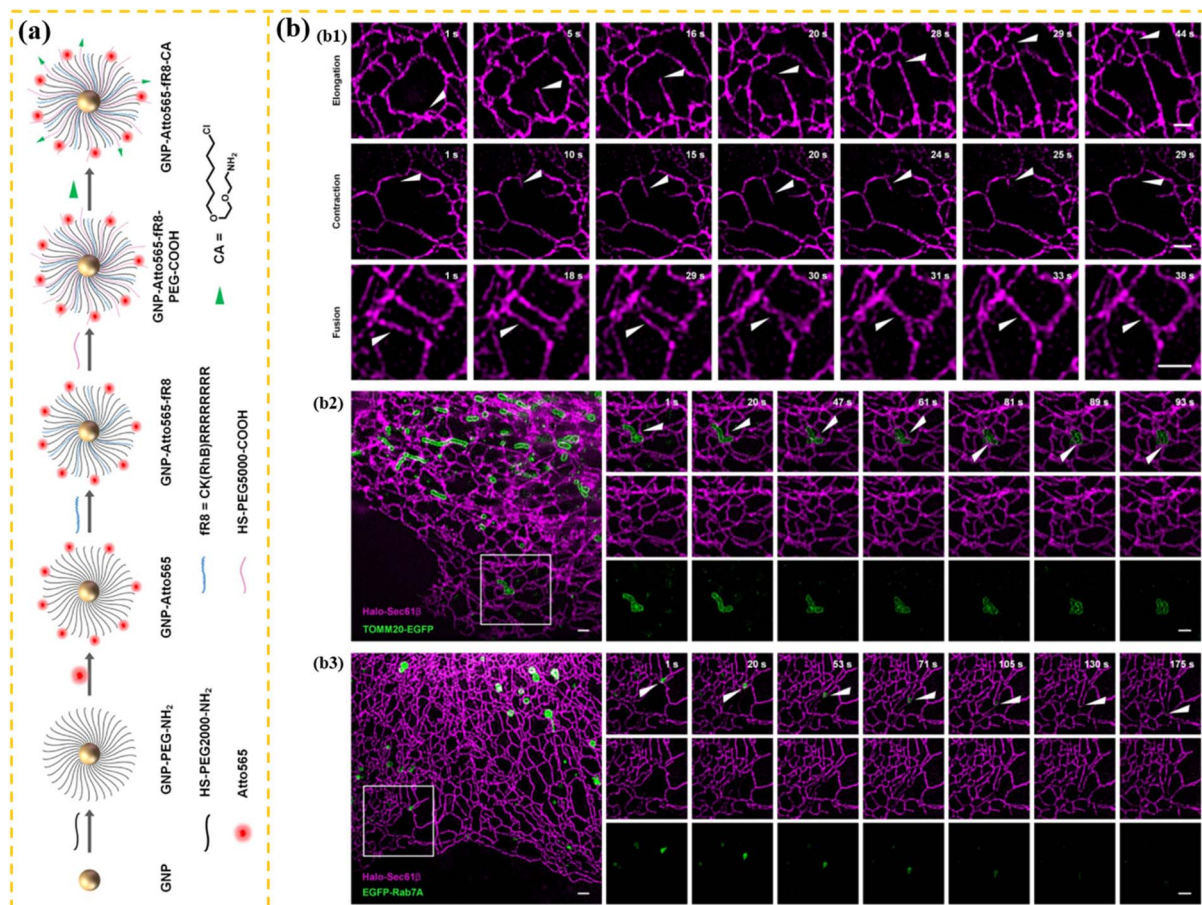 (a)
GNP
GNP-PEG-NH2
GNP-Atto565
GNP-Atto565-fR8
GNP-Atto565-fR8-
PEG-COOH
GNP-Atto565-fR8-CA
HS-PEG2000-NH2
Atto565
fR8 = CK(RhB)RRRRRRRR
HS-PEG5000-COOH
CA =
O
O
NH2
Cl
(b)
(b1)
Elongation
1 s
5 s
16 s
20 s
28 s
29 s
44 s
Contraction
1 s
10 s
15 s
20 s
24 s
25 s
29 s
Fusion
1 s
18 s
29 s
30 s
31 s
33 s
38 s
(b2)
Halo-Sec61β
TOMM20-EGFP
1 s
20 s
47 s
61 s
81 s
89 s
93 s
(b3)
Halo-Sec61β
EGFP-Rab7A
1 s
20 s
53 s
71 s
105 s
130 s
175 s